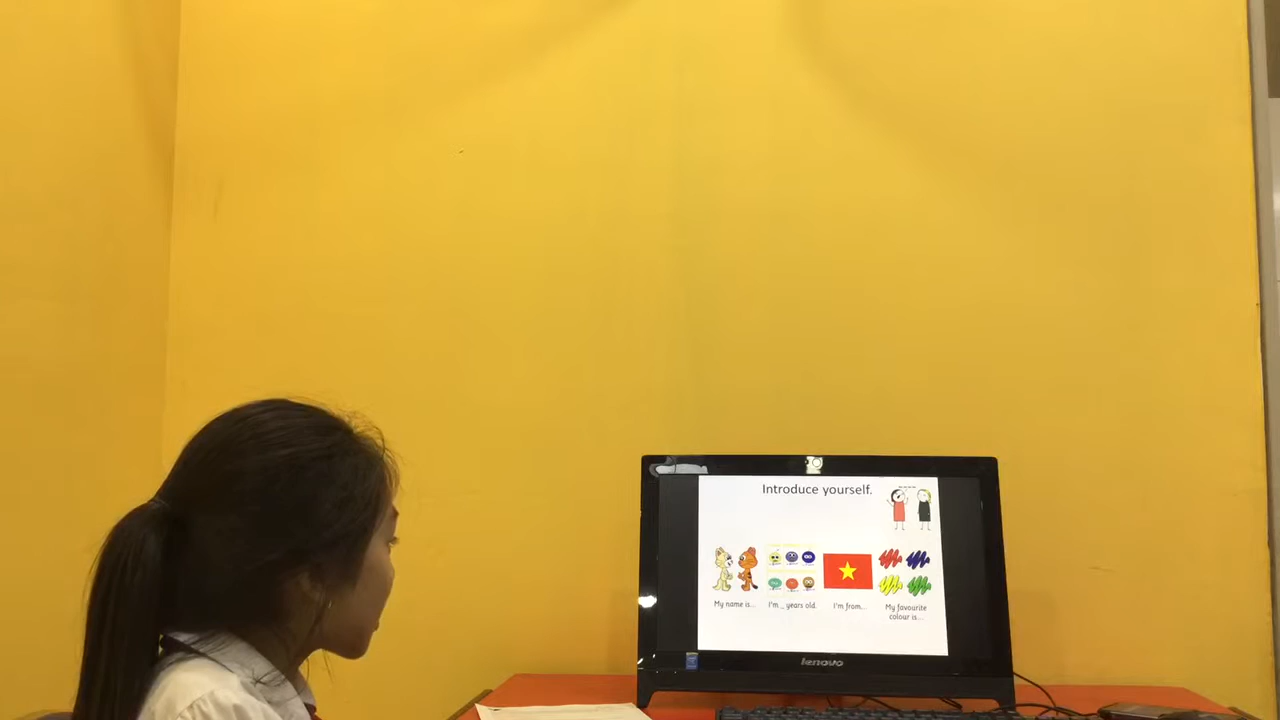 Introduce yourself.
My name is...
I'm _ years old.
I'm from...
My favourite
colour is...
lenovo